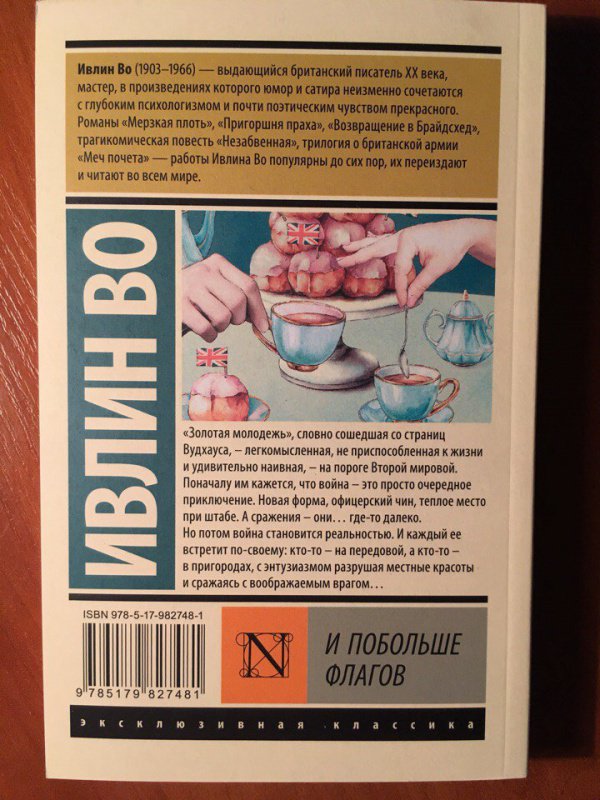 Ивлин Во (1903–1966) — выдающийся британский писатель XX века,
мастер, в произведениях которого юмор и сатира неизменно сочетаются
с глубоким психологизмом и почти поэтическим чувством прекрасного.
Романы «Мерзкая плоть», «Пригоршня праха», «Возвращение в Брайдсхед»,
трагикомическая повесть «Незабвенная», трилогия о британской армии
«Меч почета» — работы Ивлина Во популярны до сих пор, их переиздают
и читают во всем мире.
ИВЛИН ВО
«Золотая молодежь», словно сошедшая со страниц
Вудхауса, – легкомысленная, не приспособленная к жизни
и удивительно наивная, – на пороге Второй мировой.
Поначалу им кажется, что война – это просто очередное
приключение. Новая форма, офицерский чин, теплое место
при штабе. А сражения – они… где-то далеко.
Но потом война становится реальностью. И каждый ее
встретит по-своему: кто-то – на передовой, а кто-то –
в пригородах, с энтузиазмом разрушая местные красоты
и сражаясь с воображаемым врагом…
ISBN 978-5-17-982748-1
9 785179 827481
N
И ПОБОЛЬШЕ
ФЛАГОВ
эксклюзивная классика